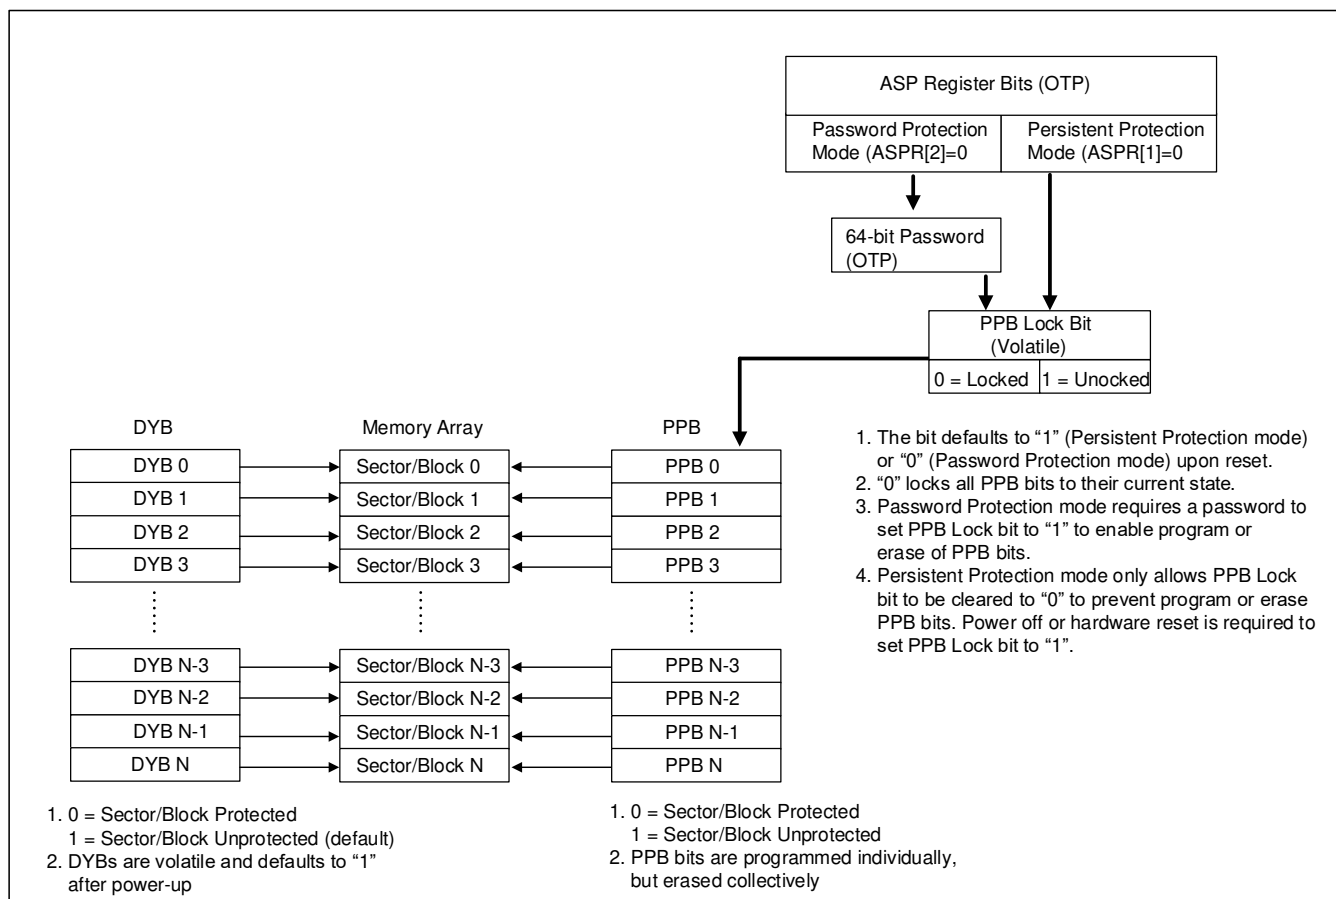 ASP Register Bits (OTP)
Password Protection
Mode (ASPR[2]=0
Persistent Protection
Mode (ASPR[1]=0
64-bit Password
(OTP)
PPB Lock Bit
(Volatile)
0 = Locked
1 = Unocked
1. The bit defaults to “1” (Persistent Protection mode)
or “0” (Password Protection mode) upon reset.
2. “0” locks all PPB bits to their current state.
3. Password Protection mode requires a password to
set PPB Lock bit to “1” to enable program or
erase of PPB bits.
4. Persistent Protection mode only allows PPB Lock
bit to be cleared to “0” to prevent program or erase
PPB bits. Power off or hardware reset is required to
set PPB Lock bit to “1”.
DYB
Memory Array
PPB
DYB 0
Sector/Block 0
PPB 0
DYB 1
Sector/Block 1
PPB 1
DYB 2
Sector/Block 2
PPB 2
DYB 3
Sector/Block 3
PPB 3
DYB N-3
Sector/Block N-3
PPB N-3
DYB N-2
Sector/Block N-2
PPB N-2
DYB N-1
Sector/Block N-1
PPB N-1
DYB N
Sector/Block N
PPB N
1. 0 = Sector/Block Protected
1 = Sector/Block Unprotected (default)
2. DYBs are volatile and defaults to “1”
after power-up
1. 0 = Sector/Block Protected
1 = Sector/Block Unprotected
2. PPB bits are programmed individually,
but erased collectively